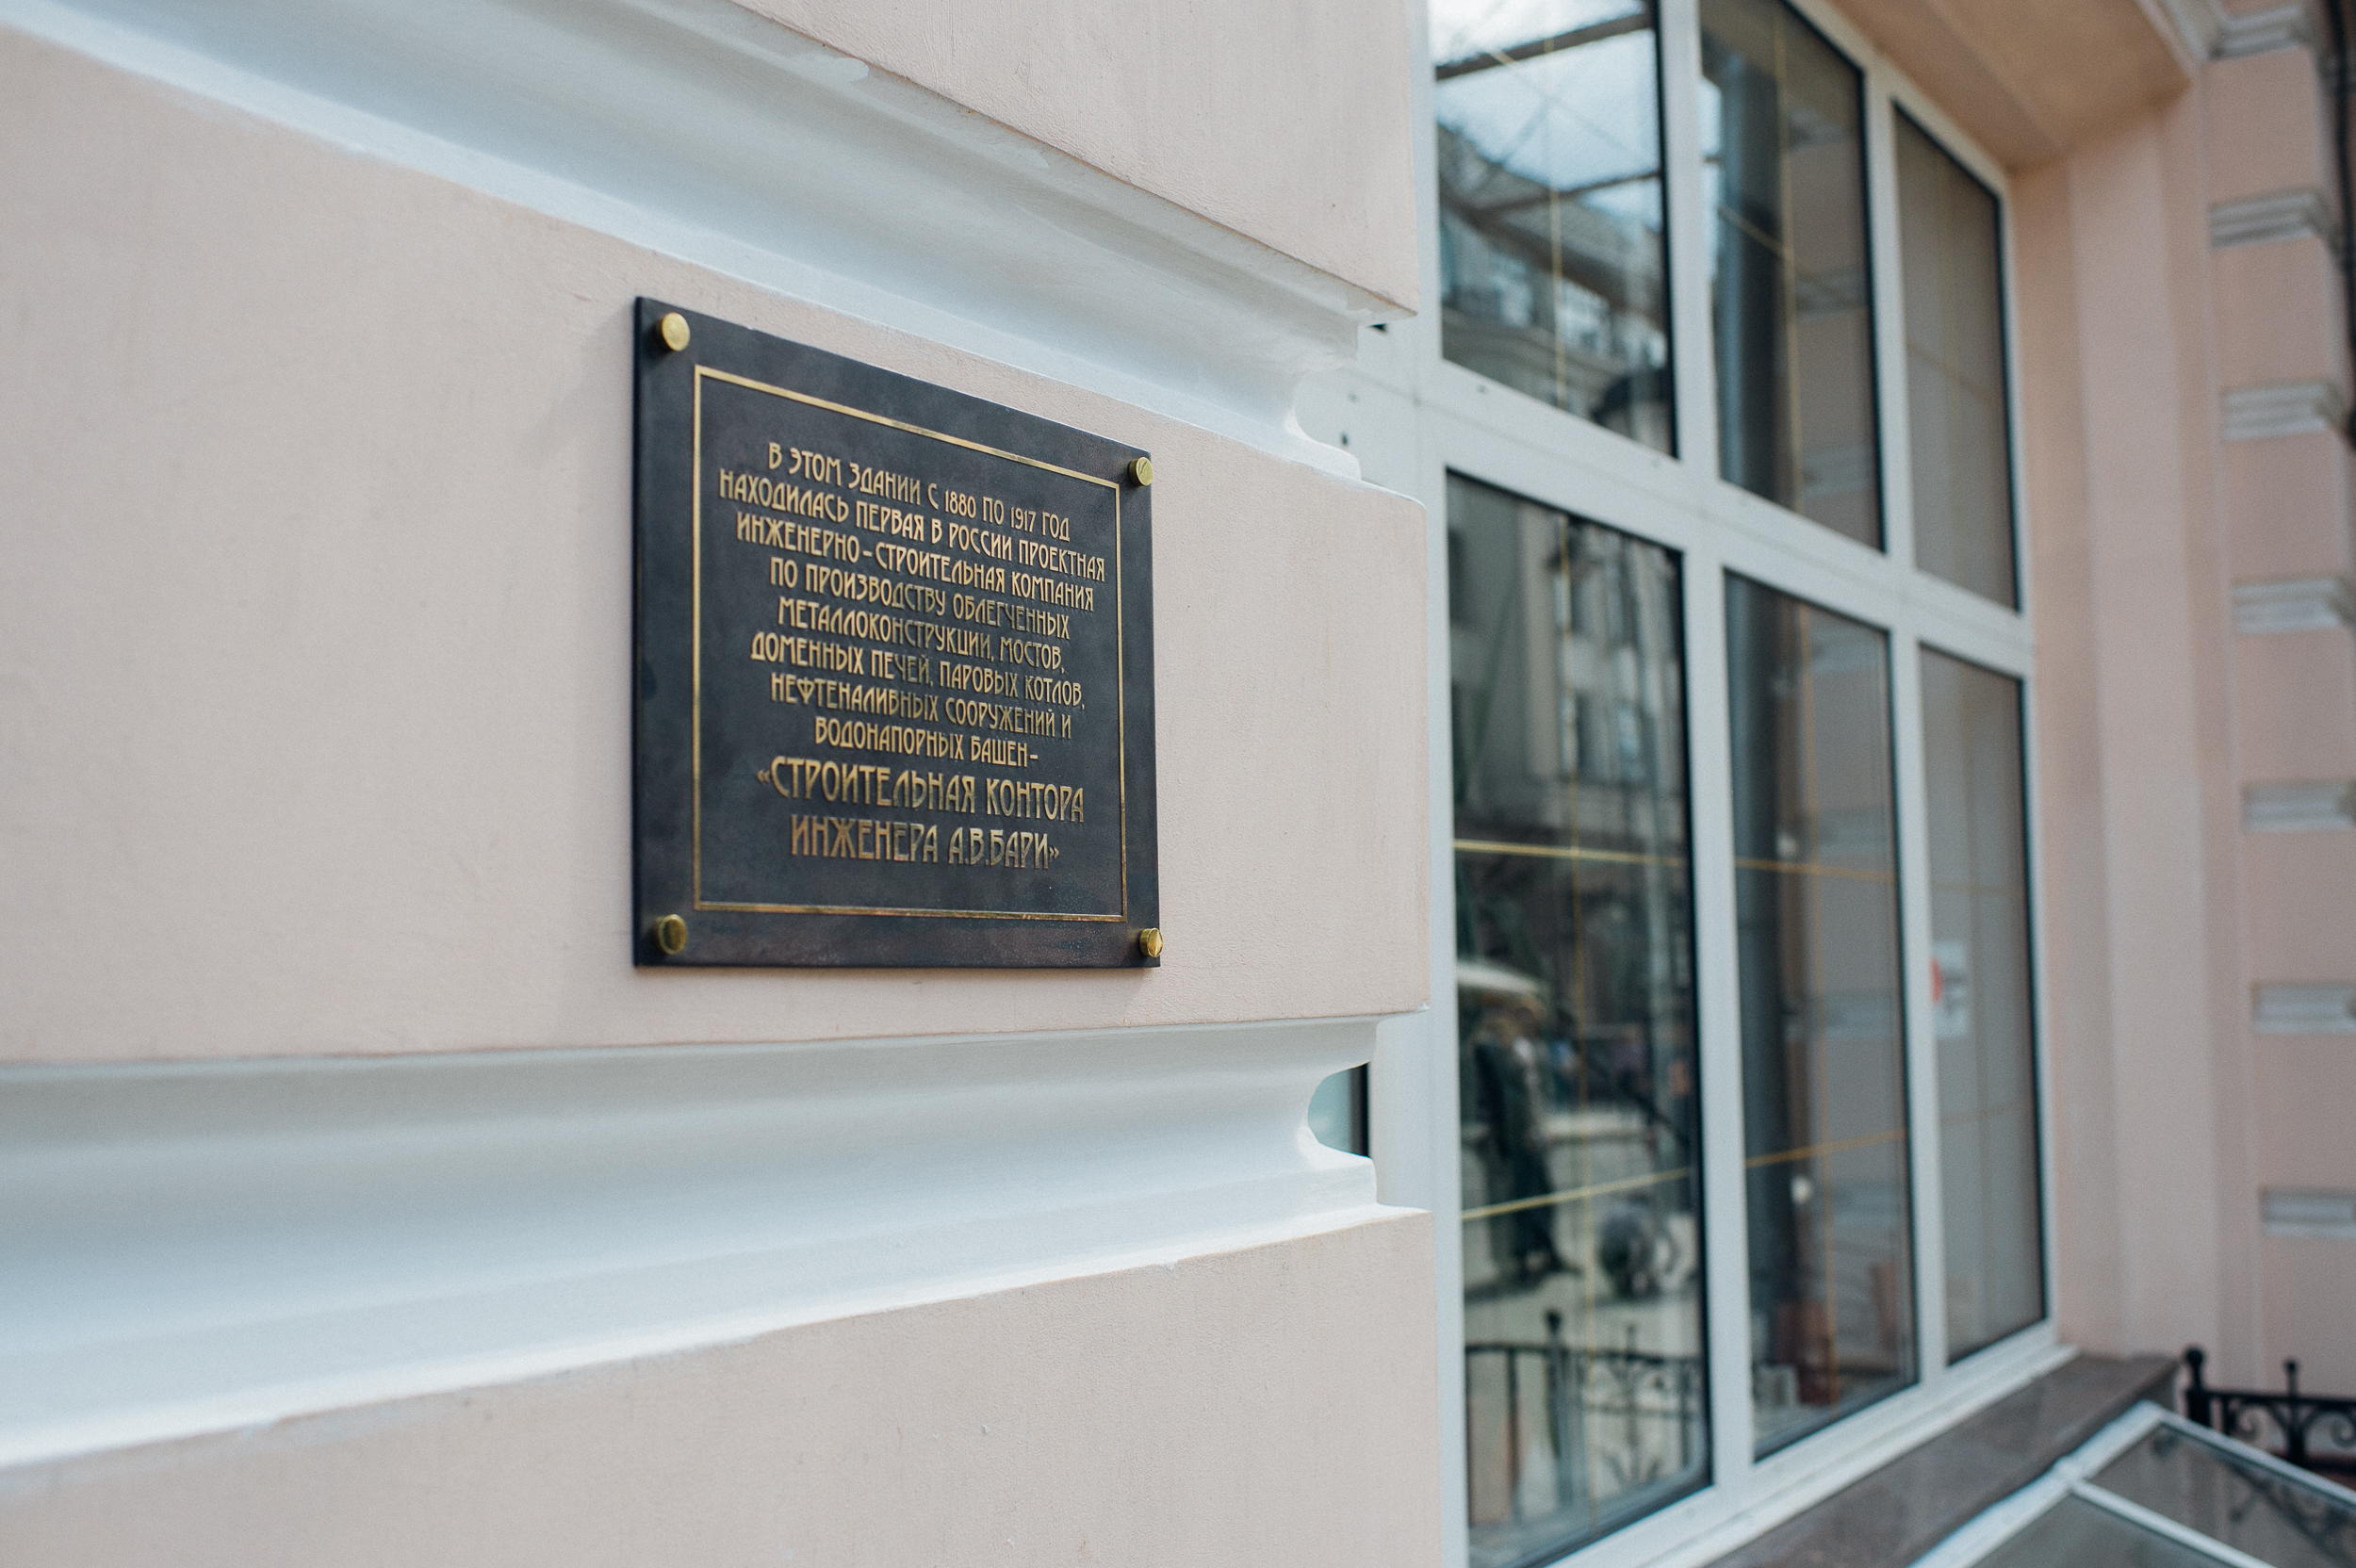 В ЭТОМ ЗДАНИИ С 1880 ПО 1917 ГОД
НАХОДИЛАСЬ ПЕРВАЯ В РОССИИ ПРОЕКТНАЯ
ИНЖЕНЕРНО-СТРОИТЕЛЬНАЯ КОМПАНИЯ
ПО ПРОИЗВОДСТВУ ОБЛЕГЧЕННЫХ
МЕТАЛЛОКОНСТРУКЦИИ, МОСТОВ,
ДОМЕННЫХ ПЕЧЕЙ, ПАРОВЫХ КОТЛОВ,
НЕФТЕНАЛИВНЫХ СООРУЖЕНИЙ И
ВОДОНАПОРНЫХ БАШЕН-
«СТРОИТЕЛЬНАЯ КОНТОРА
ИНЖЕНЕРА А.В.БАРИ»